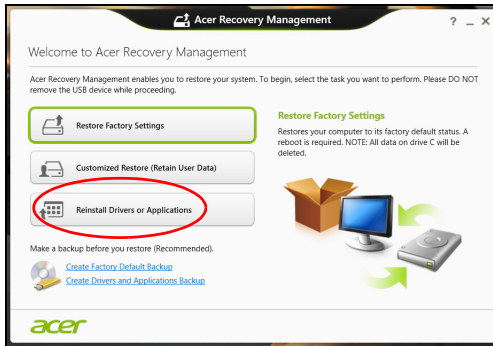 Acer Recovery Management
Welcome to Acer Recovery Management
Acer Recovery Management enables you to restore your system. To begin, select the task you want to perform. Please DO NOT
remove the USB device while proceeding.
Restore Factory Settings
Customized Restore (Retain User Data)
Reinstall Drivers or Applications
Make a backup before you restore (Recommended).
Create Factory Default Backup
Create Drivers and Applications Backup
Restore Factory Settings
Restores your computer to its factory default status. A
reboot is required. NOTE: All data on drive C will be
deleted.
acer